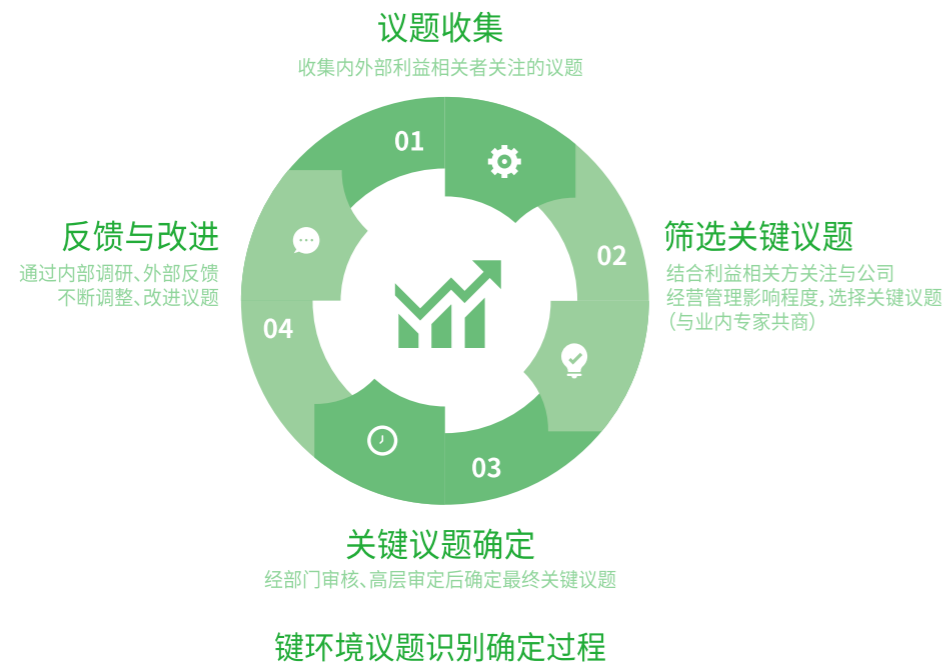 议题收集
收集内外部利益相关者关注的议题
01
02
筛选关键议题
结合利益相关方关注与公司
经营管理影响程度，选择关键议题
（与业内专家共商）
反馈与改进
通过内部调研、外部反馈
不断调整、改进议题
04
03
关键议题确定
经部门审核、高层审定后确定最终关键议题
键环境议题识别确定过程